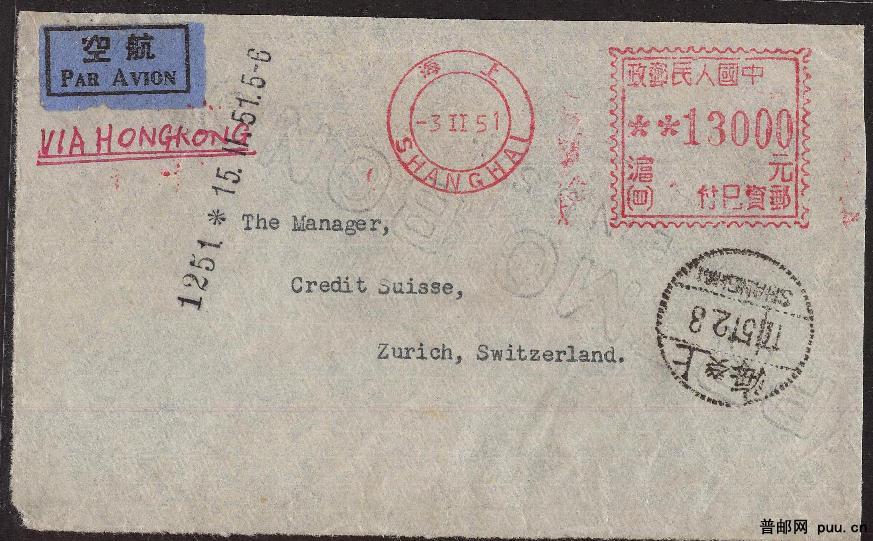 空航
PAR AVION
VIA HONGKONG
1251 * 15. II. 51. 5-6
海上
-3 II 51
SHANGHAI
政郵民人國中
**13000
滬 元
(四) 付已資郵
The Manager,
Credit Suisse,
Zurich, Switzerland.
SHANGHAI
上海
普邮网 puu.cn